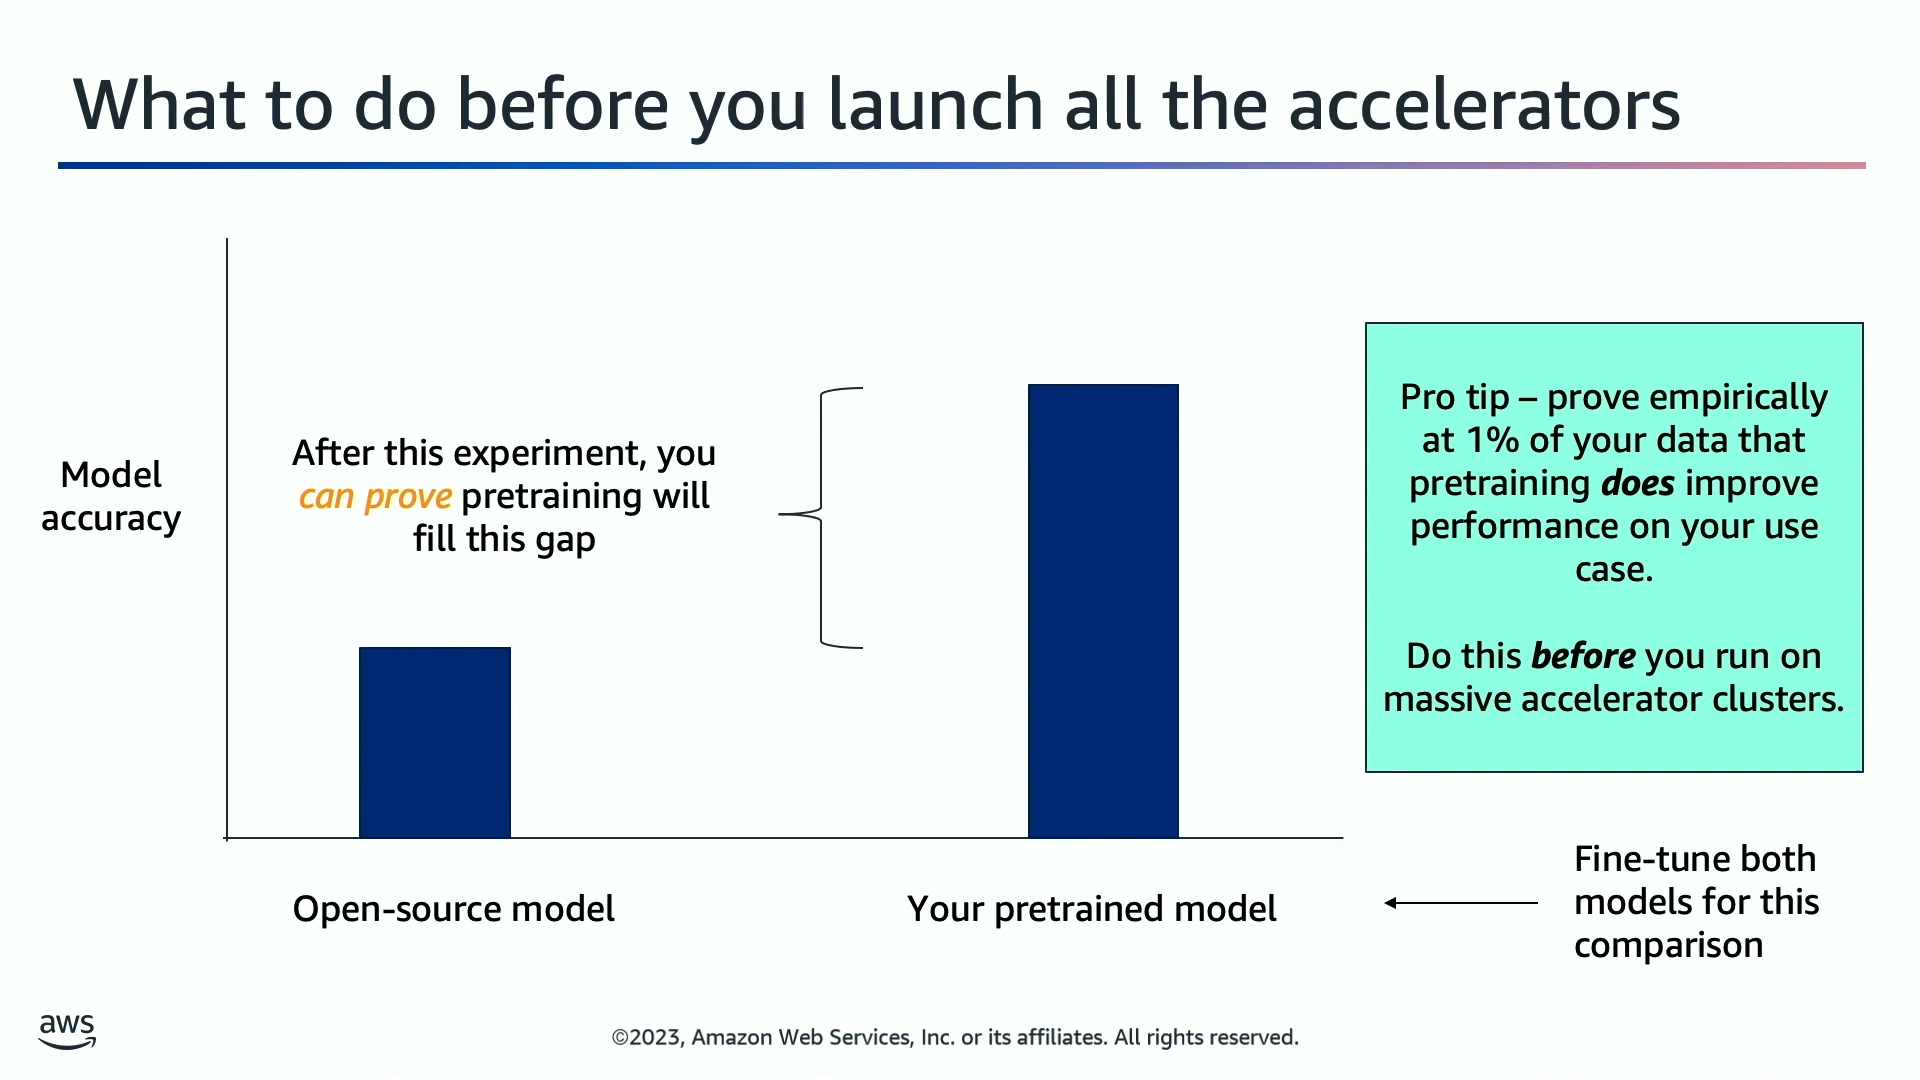 What to do before you launch all the accelerators
Model
accuracy
After this experiment, you
can prove pretraining will
fill this gap
Pro tip – prove empirically
at 1% of your data that
pretraining does improve
performance on your use
case.
Do this before you run on
massive accelerator clusters.
Open-source model
Your pretrained model
Fine-tune both
models for this
comparison
aws
©2023, Amazon Web Services, Inc. or its affiliates. All rights reserved.